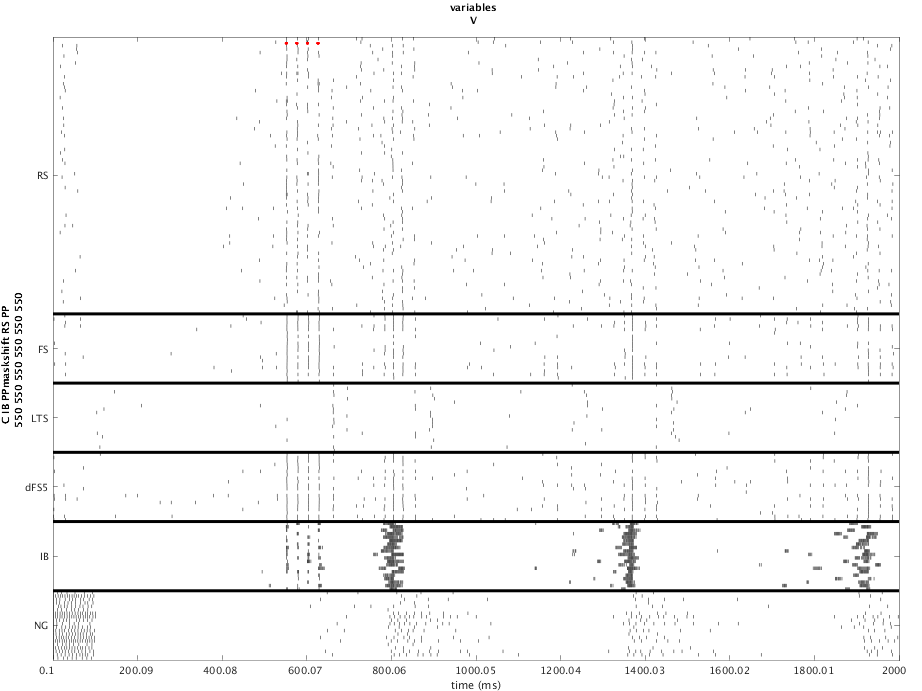 variables
V
C IB PPmaskshift RS PP
550 550 550 550 550 550
RS
FS
LTS
dFS5
IB
NG
0.1 200.09 400.08 600.07 800.06 1000.05 1200.04 1400.03 1600.02 1800.01 2000
time (ms)